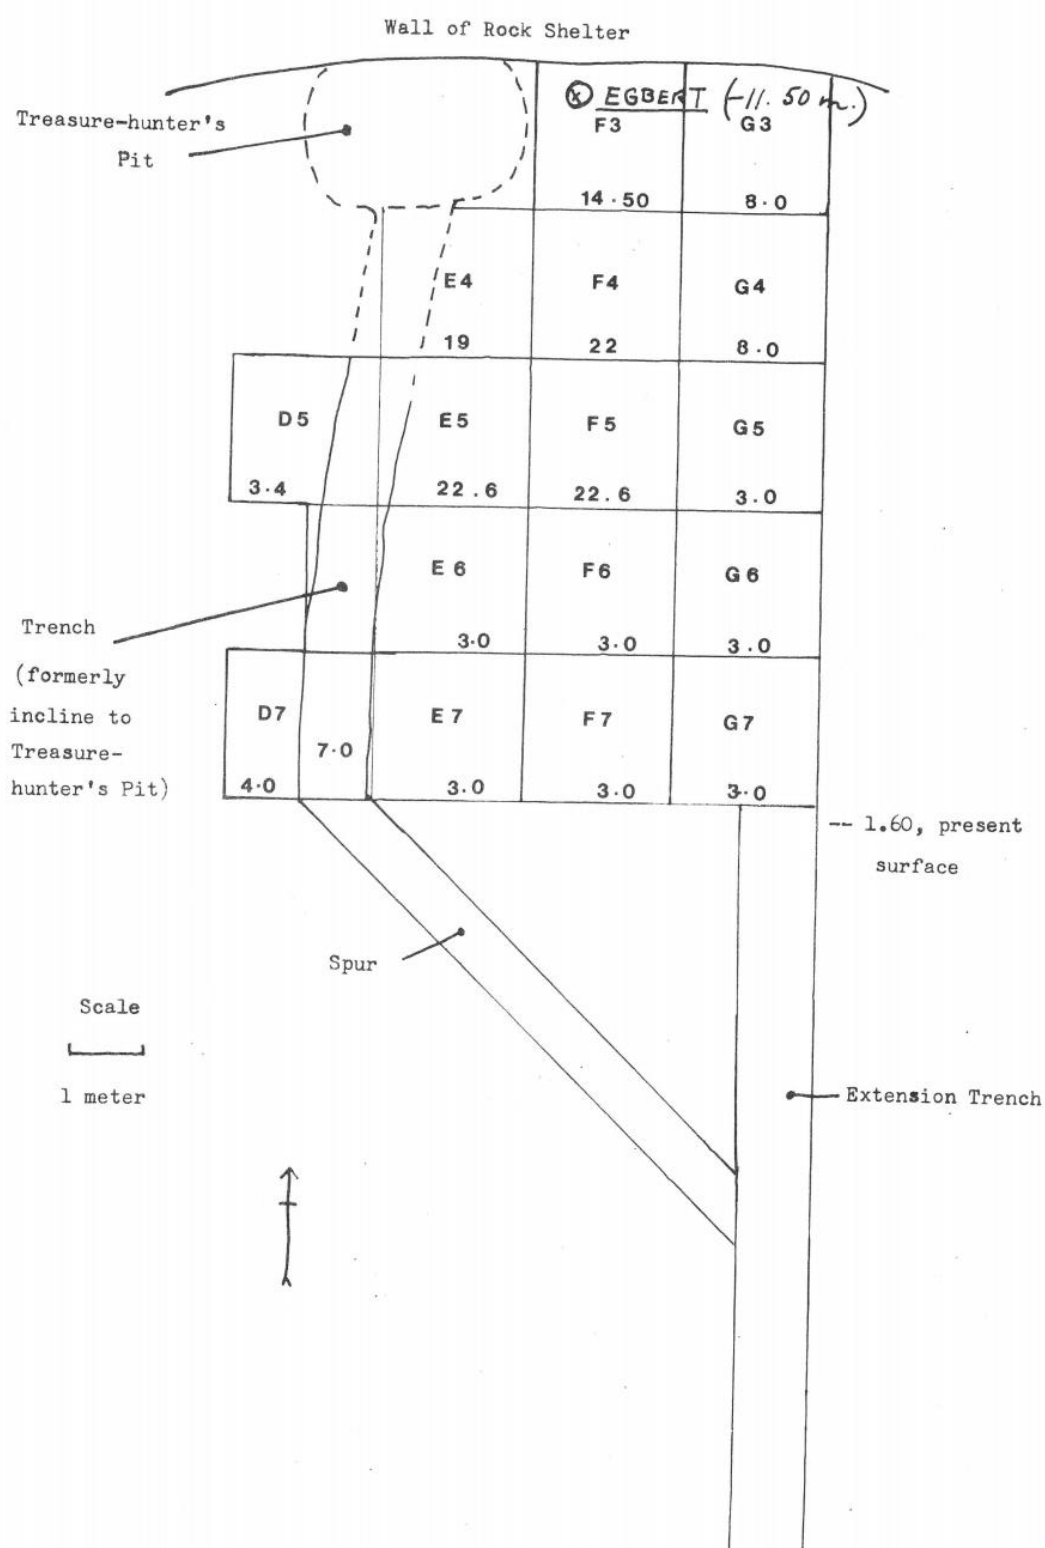 Wall of Rock Shelter
⊗ EGBERT (-11.50 m.)
Treasure-hunter's
Pit
F3
G3
14.50
8.0
E4
F4
G4
19
22
8.0
D5
E5
F5
G5
3.4
22.6
22.6
3.0
E6
F6
G6
Trench
(formerly
incline to
Treasure-
hunter's Pit)
3.0
3.0
3.0
D7
E7
F7
G7
7.0
4.0
3.0
3.0
3.0
-- 1.60, present
surface
Spur
Scale
1 meter
Extension Trench